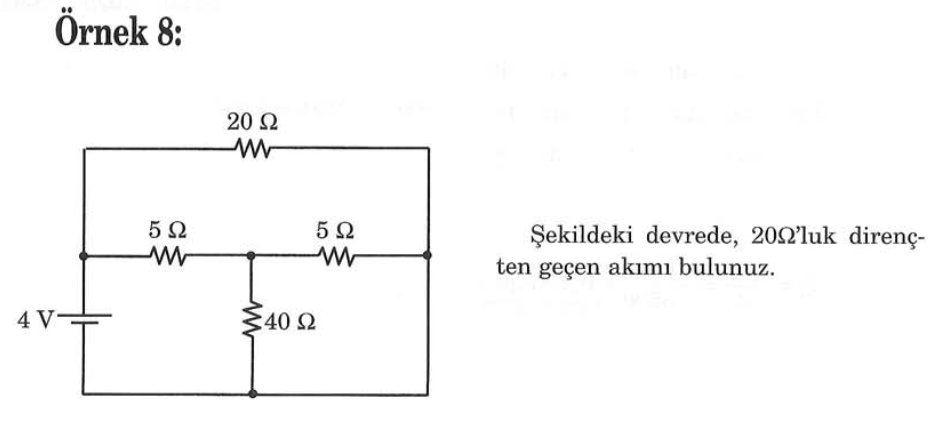 Örnek 8:
20 Ω
5 Ω
5 Ω
4 V
40 Ω
Şekildeki devrede, 20Ω'luk direnç-
ten geçen akımı bulunuz.